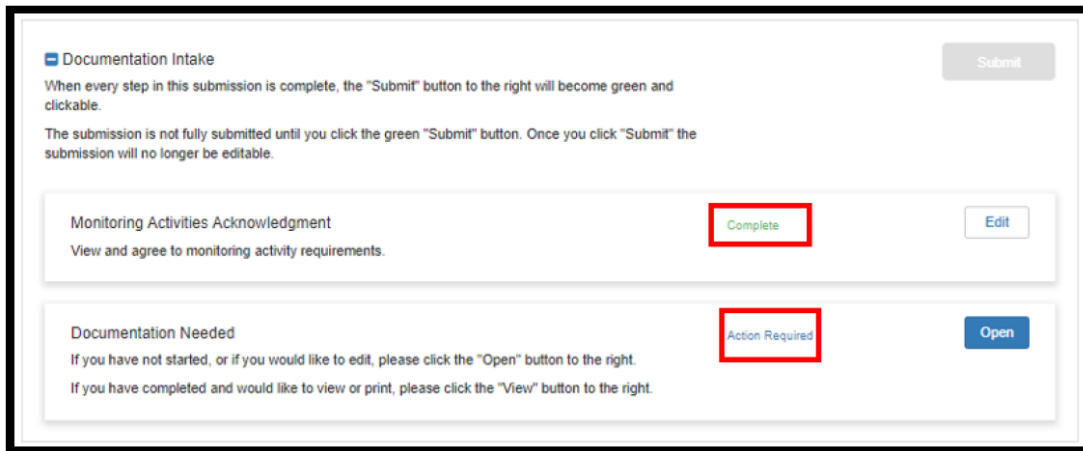 Documentation Intake
Submit
When every step in this submission is complete, the "Submit" button to the right will become green and
clickable.
The submission is not fully submitted until you click the green "Submit" button. Once you click "Submit" the
submission will no longer be editable.
Monitoring Activities Acknowledgment
Complete
Edit
View and agree to monitoring activity requirements.
Documentation Needed
Action Required
Open
If you have not started, or if you would like to edit, please click the "Open" button to the right.
If you have completed and would like to view or print, please click the "View" button to the right.